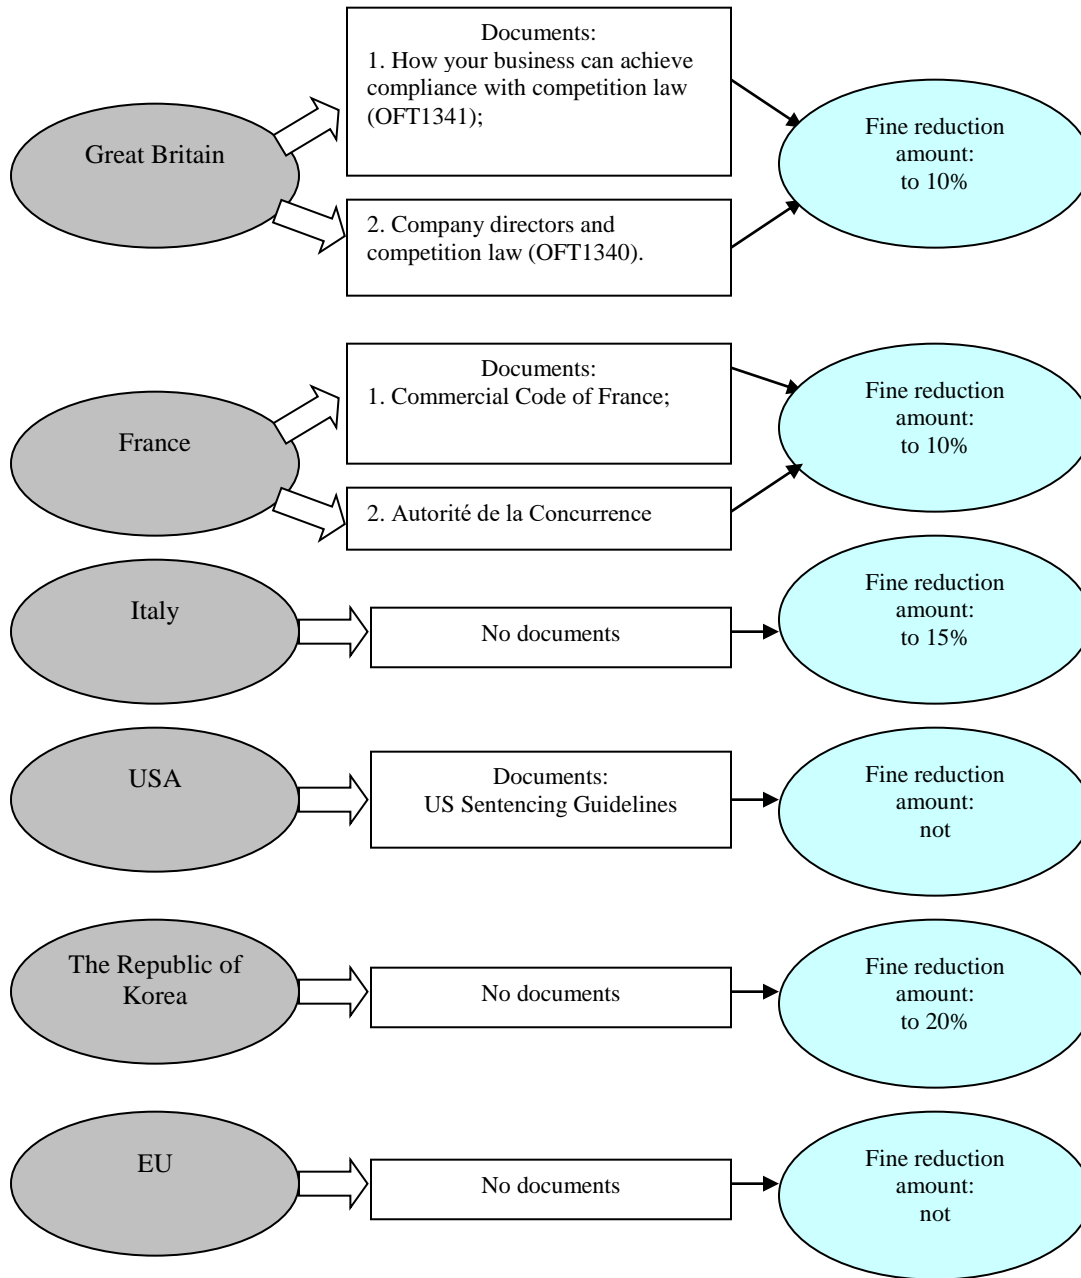 Great Britain
Documents:
1. How your business can achieve
compliance with competition law
(OFT1341);
2. Company directors and
competition law (OFT1340).
Fine reduction
amount:
to 10%
France
Documents:
1. Commercial Code of France;
2. Autorité de la Concurrence
Fine reduction
amount:
to 10%
Italy
No documents
Fine reduction
amount:
to 15%
USA
Documents:
US Sentencing Guidelines
Fine reduction
amount:
not
The Republic of
Korea
No documents
Fine reduction
amount:
to 20%
EU
No documents
Fine reduction
amount:
not